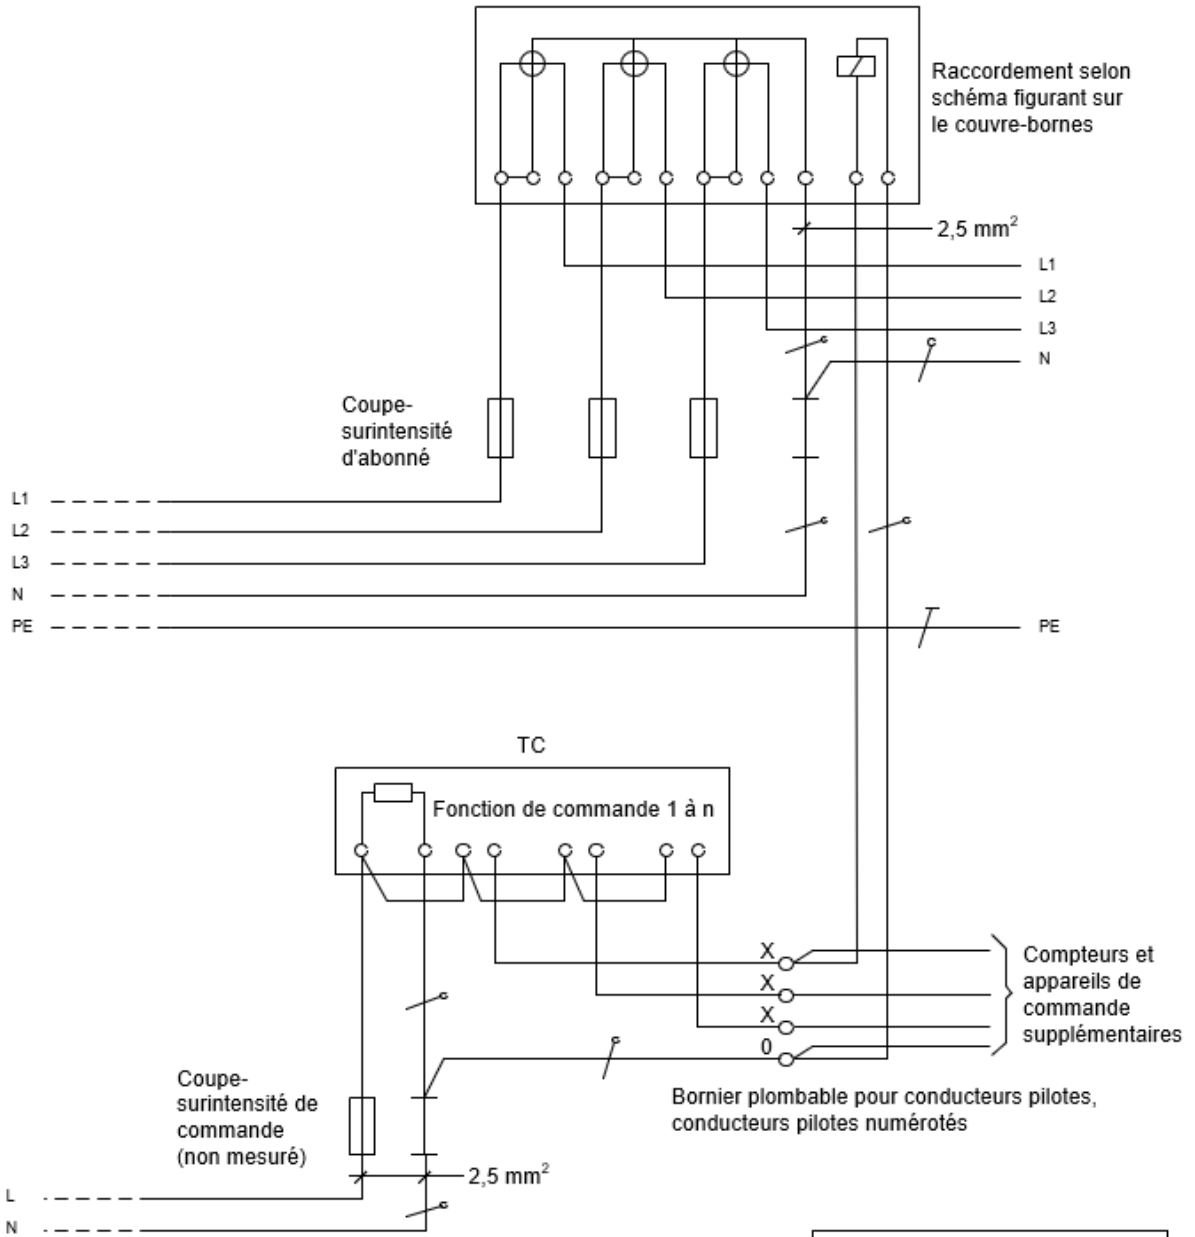 Raccordement selon
schéma figurant sur
le couvre-bornes
2,5 mm²
L1
L2
L3
N
Coupe-
surintensité
d'abonné
L1
L2
L3
N
PE
PE
TC
Fonction de commande 1 à n
X
X
X
0
Compteurs et
appareils de
commande
supplémentaires
Bornier plombable pour conducteurs pilotes,
conducteurs pilotes numérotés
Coupe-
surintensité de
commande
(non mesuré)
2,5 mm²
L
N